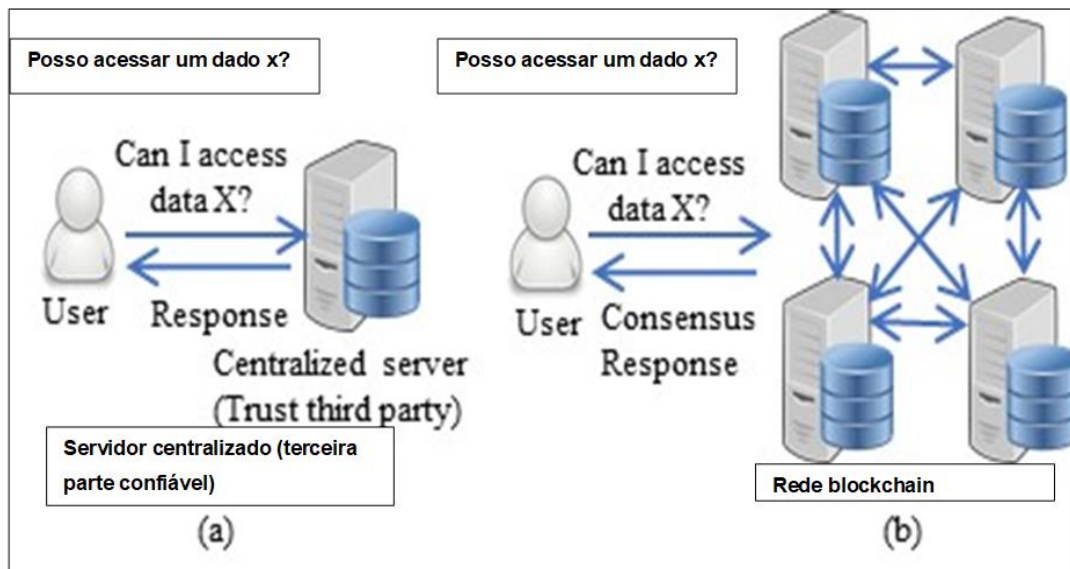 Posso acessar um dado x?
Can I access
data X?
User
Response
Centralized server
(Trust third party)
Servidor centralizado (terceira
parte confiável)
(a)
Posso acessar um dado x?
Can I access
data X?
User
Consensus
Response
Rede blockchain
(b)